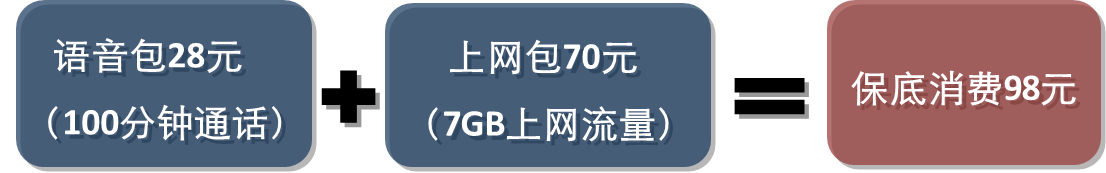 语音包28元
（100分钟通话）
+
上网包70元
（7GB上网流量）
=
保底消费98元